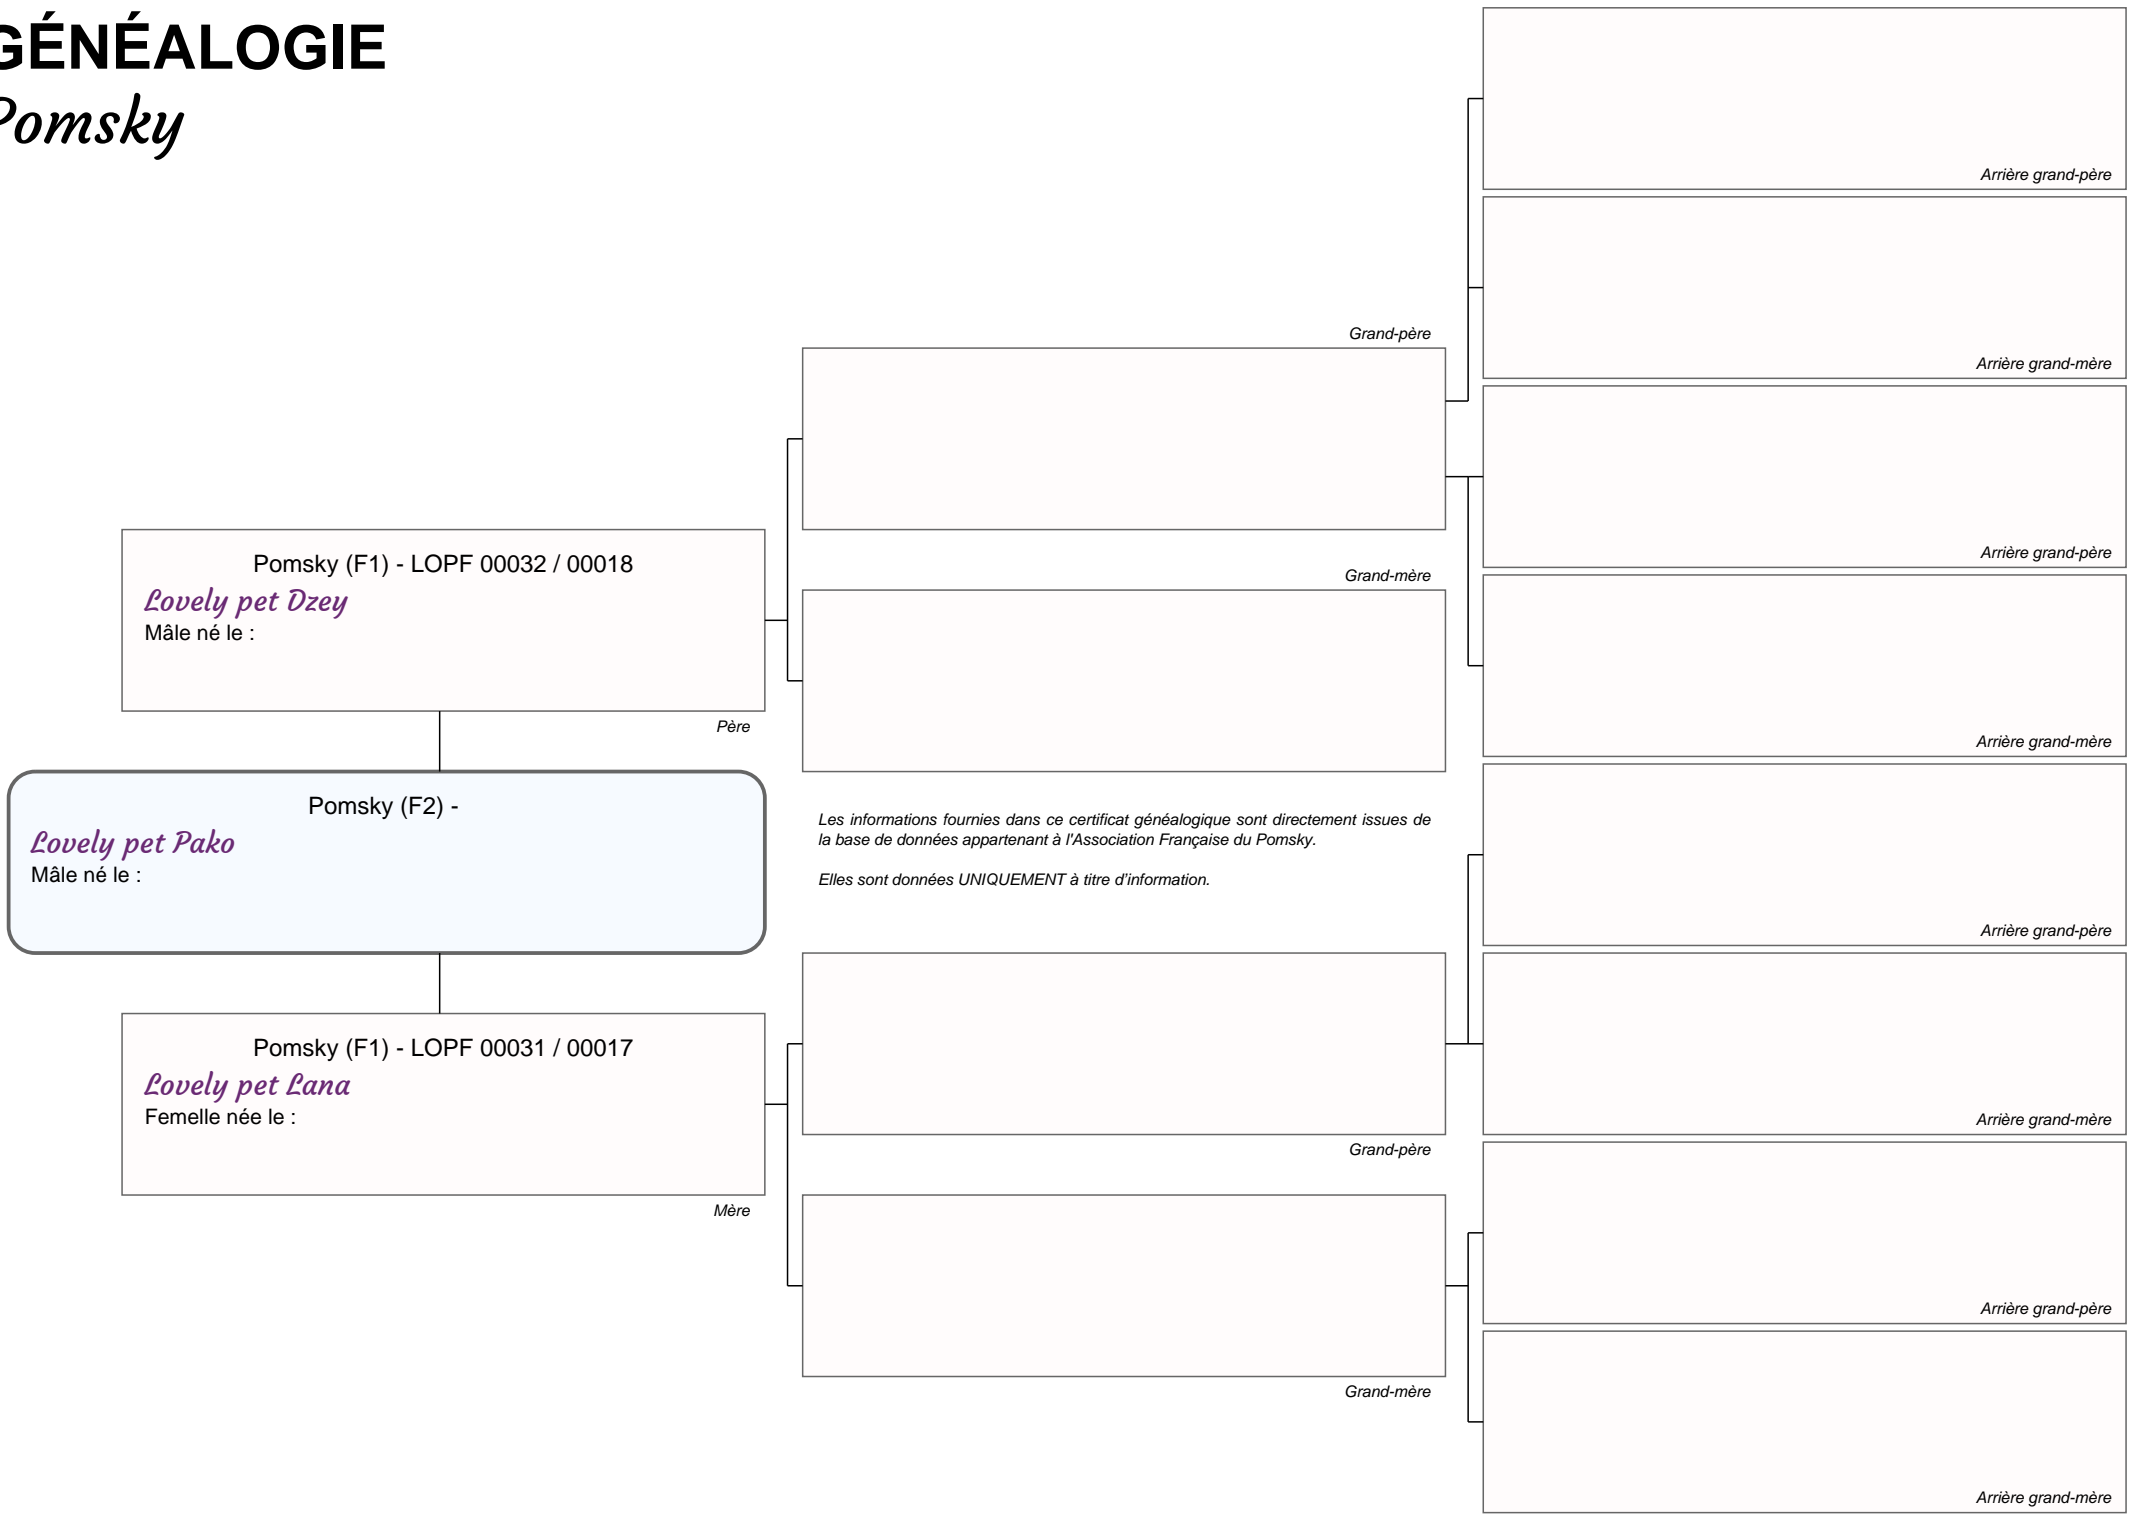 GÉNÉALOGIE
Pomsky
Arrière grand-père
Arrière grand-mère
Grand-père
Arrière grand-père
Pomsky (F1) - LOPF 00032 / 00018
Lovely pet Dzey
Mâle né le :
Père
Grand-mère
Arrière grand-mère
Pomsky (F2) -
Lovely pet Pako
Mâle né le :
Les informations fournies dans ce certificat généalogique sont directement issues de
la base de données appartenant à l'Association Française du Pomsky.
Elles sont données UNIQUEMENT à titre d'information.
Arrière grand-père
Pomsky (F1) - LOPF 00031 / 00017
Lovely pet Lana
Femelle née le :
Mère
Arrière grand-mère
Grand-père
Arrière grand-père
Grand-mère
Arrière grand-mère